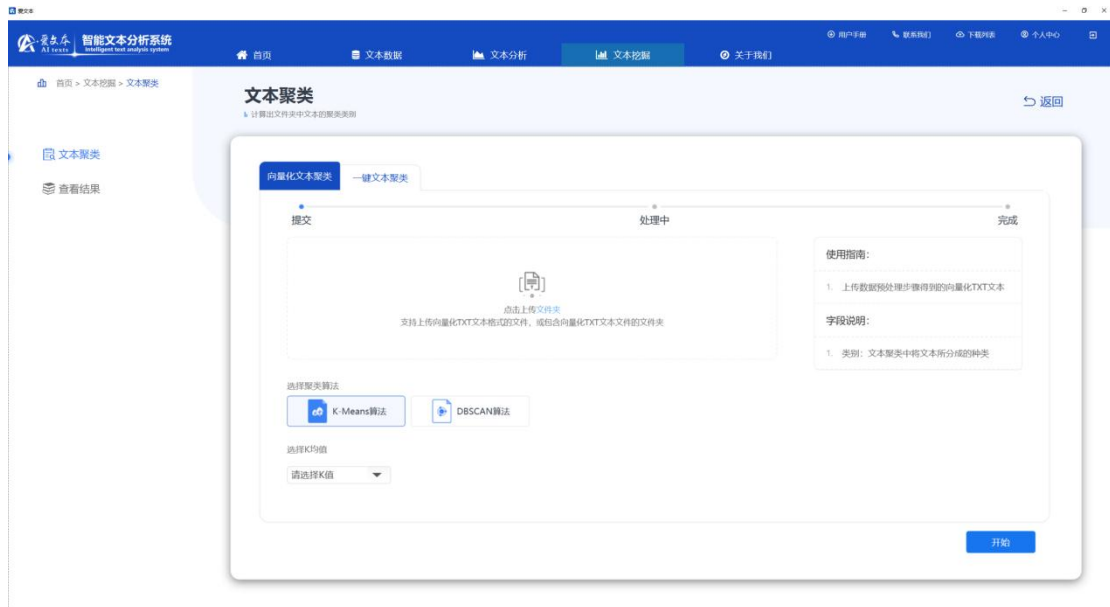 爱文本
爱文本 AI texts
智能文本分析系统
Intelligent text analysis system
首页
文本数据
文本分析
文本挖掘
关于我们
用户手册
联系我们
下载列表
个人中心
首页 > 文本挖掘 > 文本聚类
文本聚类
查看结果
文本聚类
计算出文件夹中文本的聚类类别
返回
向量化文本聚类
一键文本聚类
提交
处理中
完成
点击上传文件夹
支持上传向量化TXT文本格式的文件，或包含向量化TXT文本文件的文件夹
使用指南：
1. 上传数据预处理步骤得到的向量化TXT文本
字段说明：
1. 类别：文本聚类中将文本所分成的种类
选择聚类算法
K-Means算法
DBSCAN算法
选择K均值
请选择K值
开始